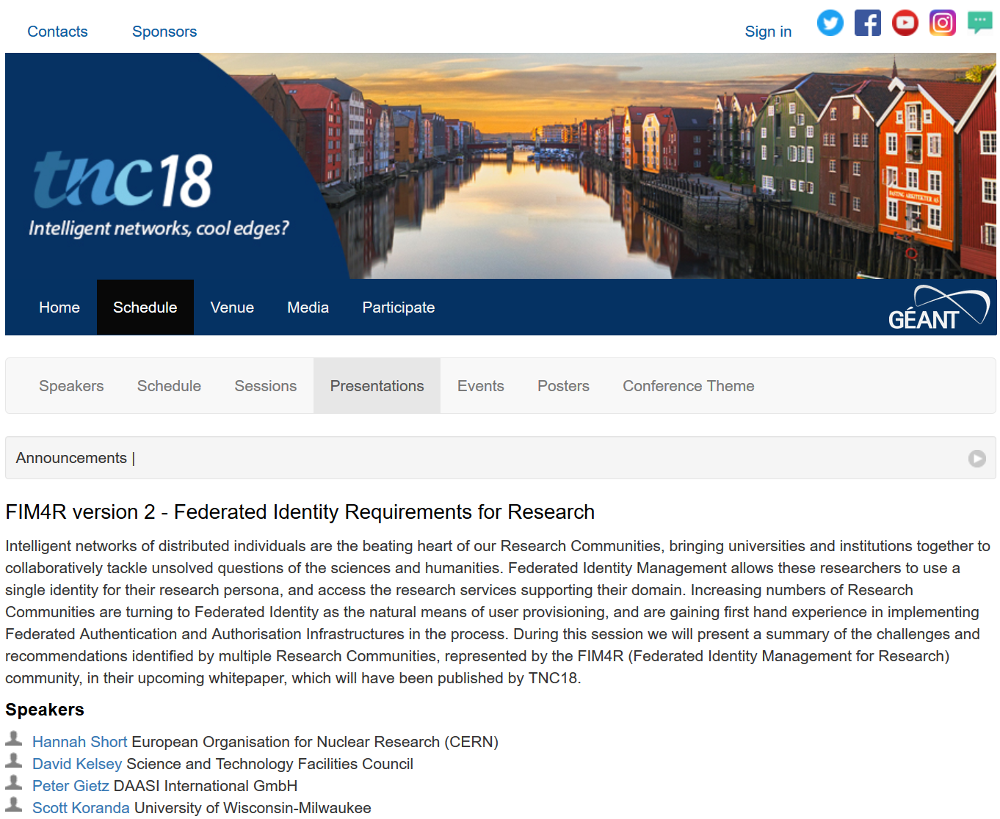 Contacts Sponsors Sign in
tnc18
Intelligent networks, cool edges?
FASTING ARKITEKTER AS
Home Schedule Venue Media Participate GÉANT
Speakers Schedule Sessions Presentations Events Posters Conference Theme
Announcements |
FIM4R version 2 - Federated Identity Requirements for Research
Intelligent networks of distributed individuals are the beating heart of our Research Communities, bringing universities and institutions together to
collaboratively tackle unsolved questions of the sciences and humanities. Federated Identity Management allows these researchers to use a
single identity for their research persona, and access the research services supporting their domain. Increasing numbers of Research
Communities are turning to Federated Identity as the natural means of user provisioning, and are gaining first hand experience in implementing
Federated Authentication and Authorisation Infrastructures in the process. During this session we will present a summary of the challenges and
recommendations identified by multiple Research Communities, represented by the FIM4R (Federated Identity Management for Research)
community, in their upcoming whitepaper, which will have been published by TNC18.
Speakers
Hannah Short European Organisation for Nuclear Research (CERN)
David Kelsey Science and Technology Facilities Council
Peter Gietz DAASI International GmbH
Scott Koranda University of Wisconsin-Milwaukee